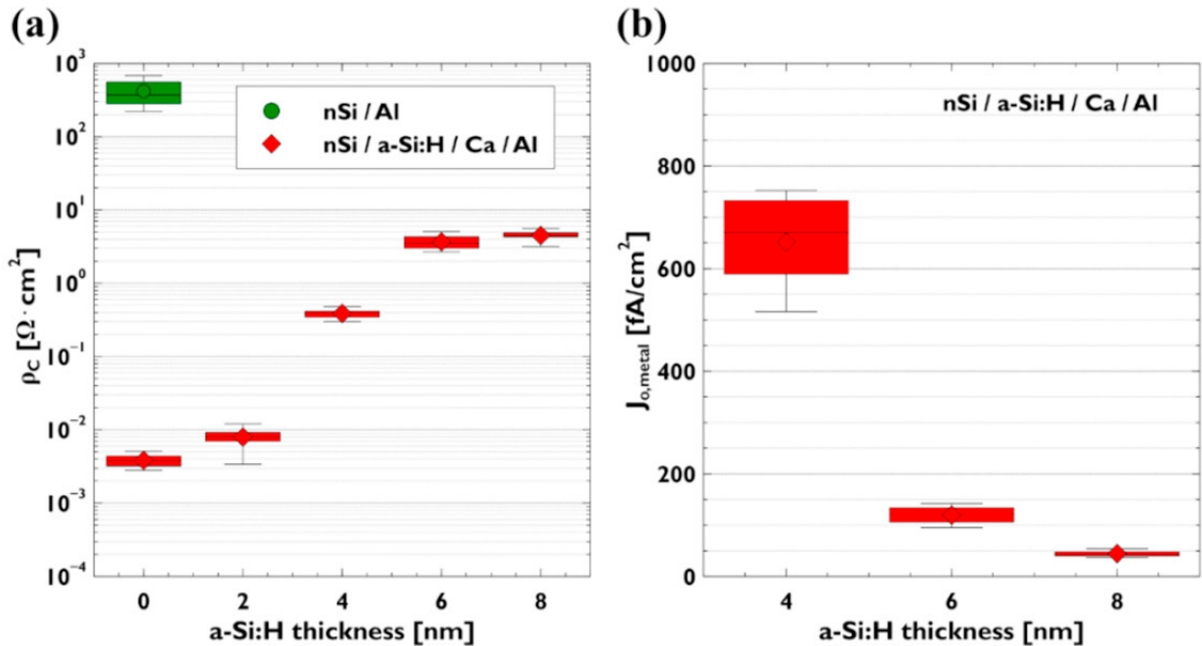 (a)
10³
10²
10¹
10⁰
10⁻¹
10⁻²
10⁻³
10⁻⁴
ρC [Ω·cm²]
nSi / Al
nSi / a-Si:H / Ca / Al
0 2 4 6 8
a-Si:H thickness [nm]
(b)
1000
800
600
400
200
0
Jo,metal [fA/cm²]
nSi / a-Si:H / Ca / Al
4 6 8
a-Si:H thickness [nm]